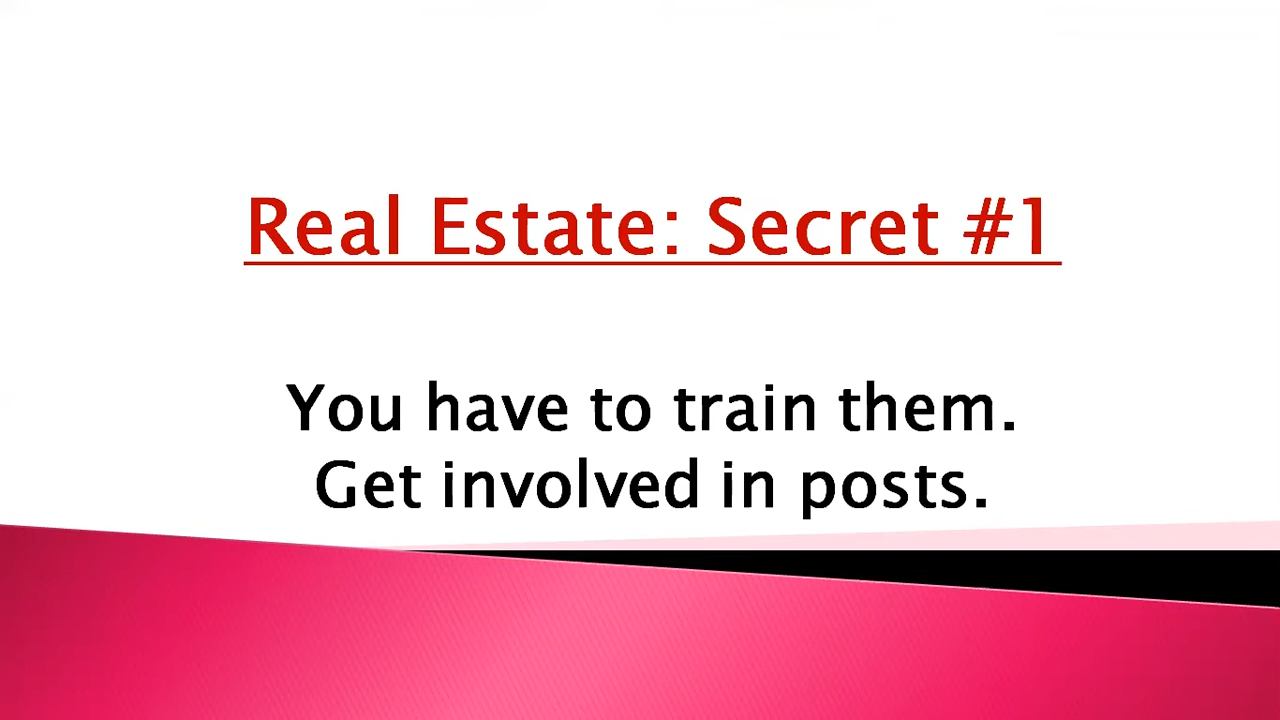 Real Estate: Secret #1
You have to train them.
Get involved in posts.